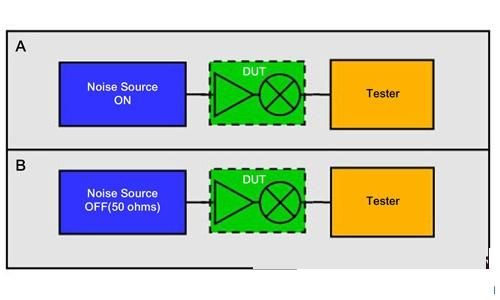 A
Noise Source
ON
DUT
Tester
B
Noise Source
OFF(50 ohms)
DUT
Tester